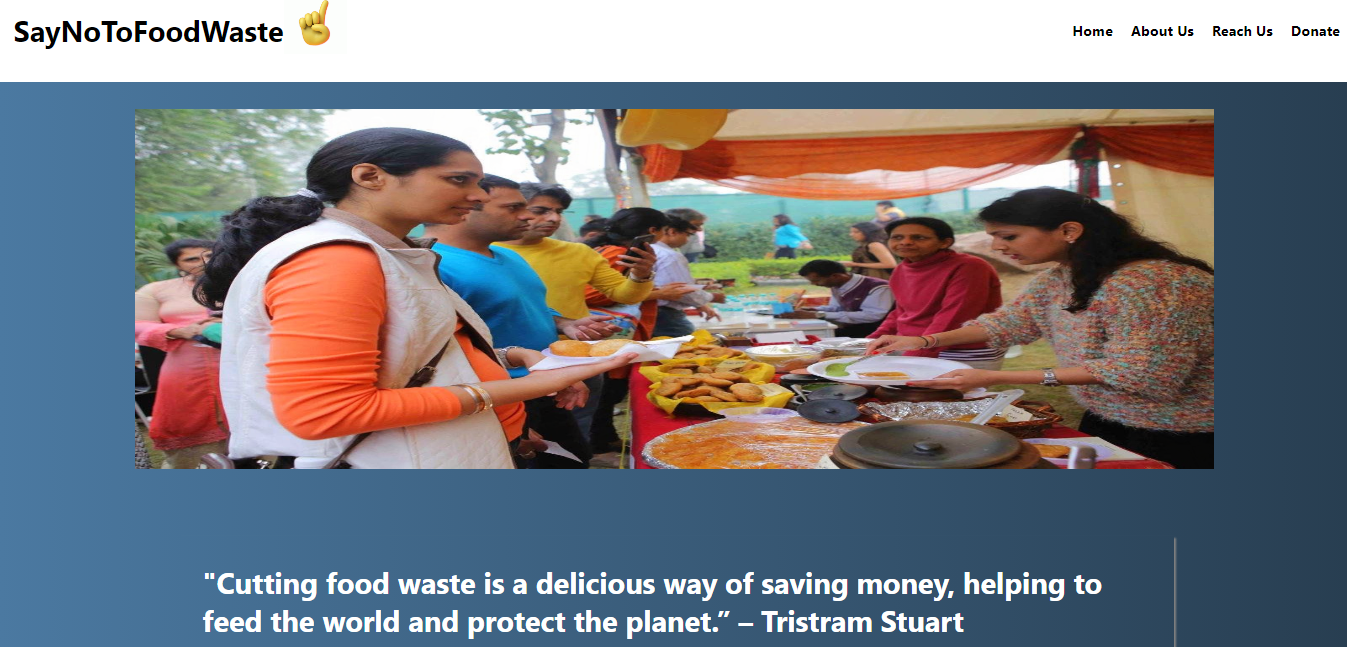 SayNoToFoodWaste
Home About Us Reach Us Donate
"Cutting food waste is a delicious way of saving money, helping to
feed the world and protect the planet.” – Tristram Stuart